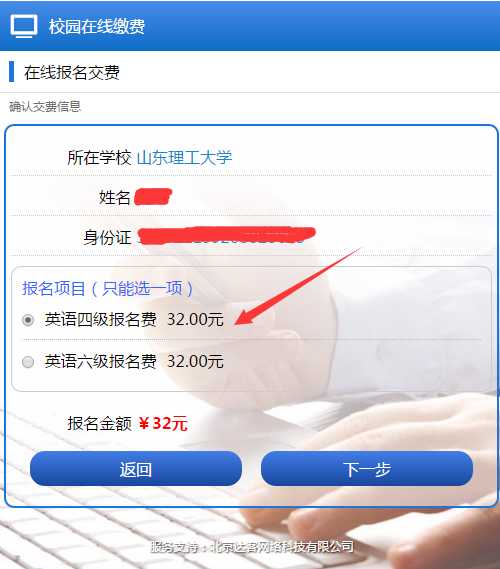 校园在线缴费
在线报名交费
确认交费信息
所在学校 山东理工大学
姓名
身份证
报名项目（只能选一项）
英语四级报名费 32.00元
英语六级报名费 32.00元
报名金额 ￥32元
返回 下一步
服务支持：北京达客网络科技有限公司